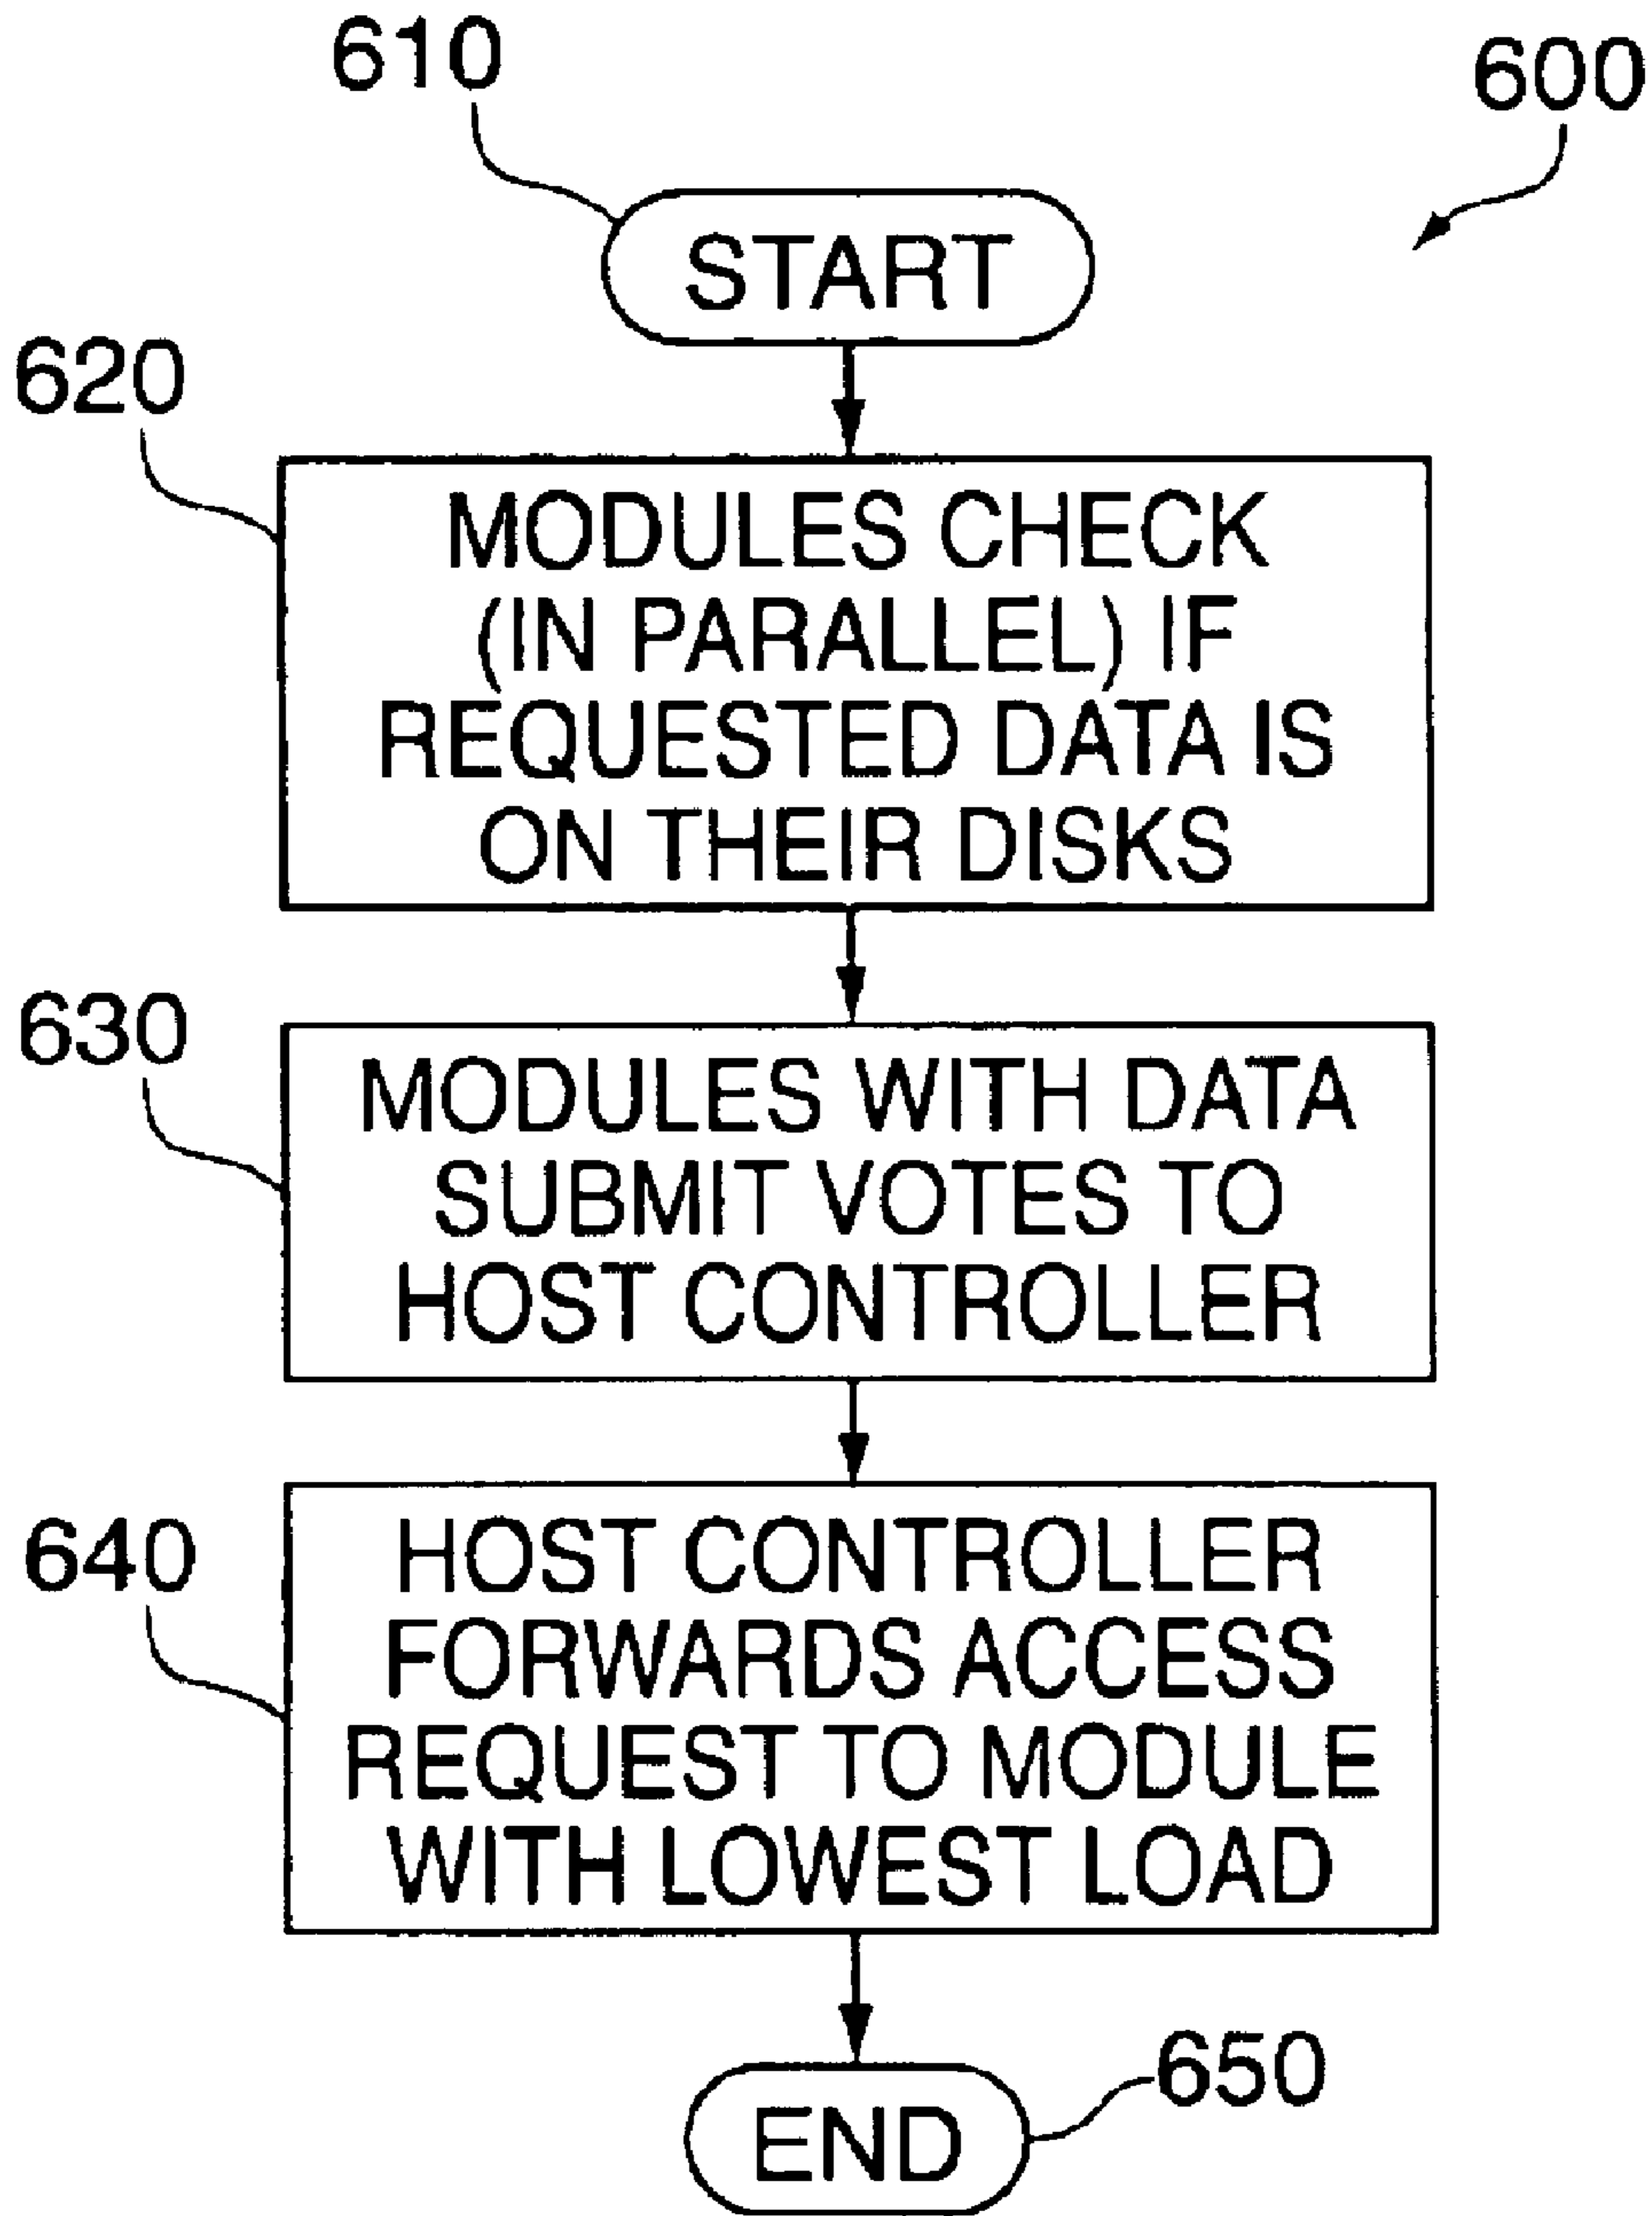 610
600
START
620
MODULES CHECK
(IN PARALLEL) IF
REQUESTED DATA IS
ON THEIR DISKS
630
MODULES WITH DATA
SUBMIT VOTES TO
HOST CONTROLLER
640
HOST CONTROLLER
FORWARDS ACCESS
REQUEST TO MODULE
WITH LOWEST LOAD
650
END